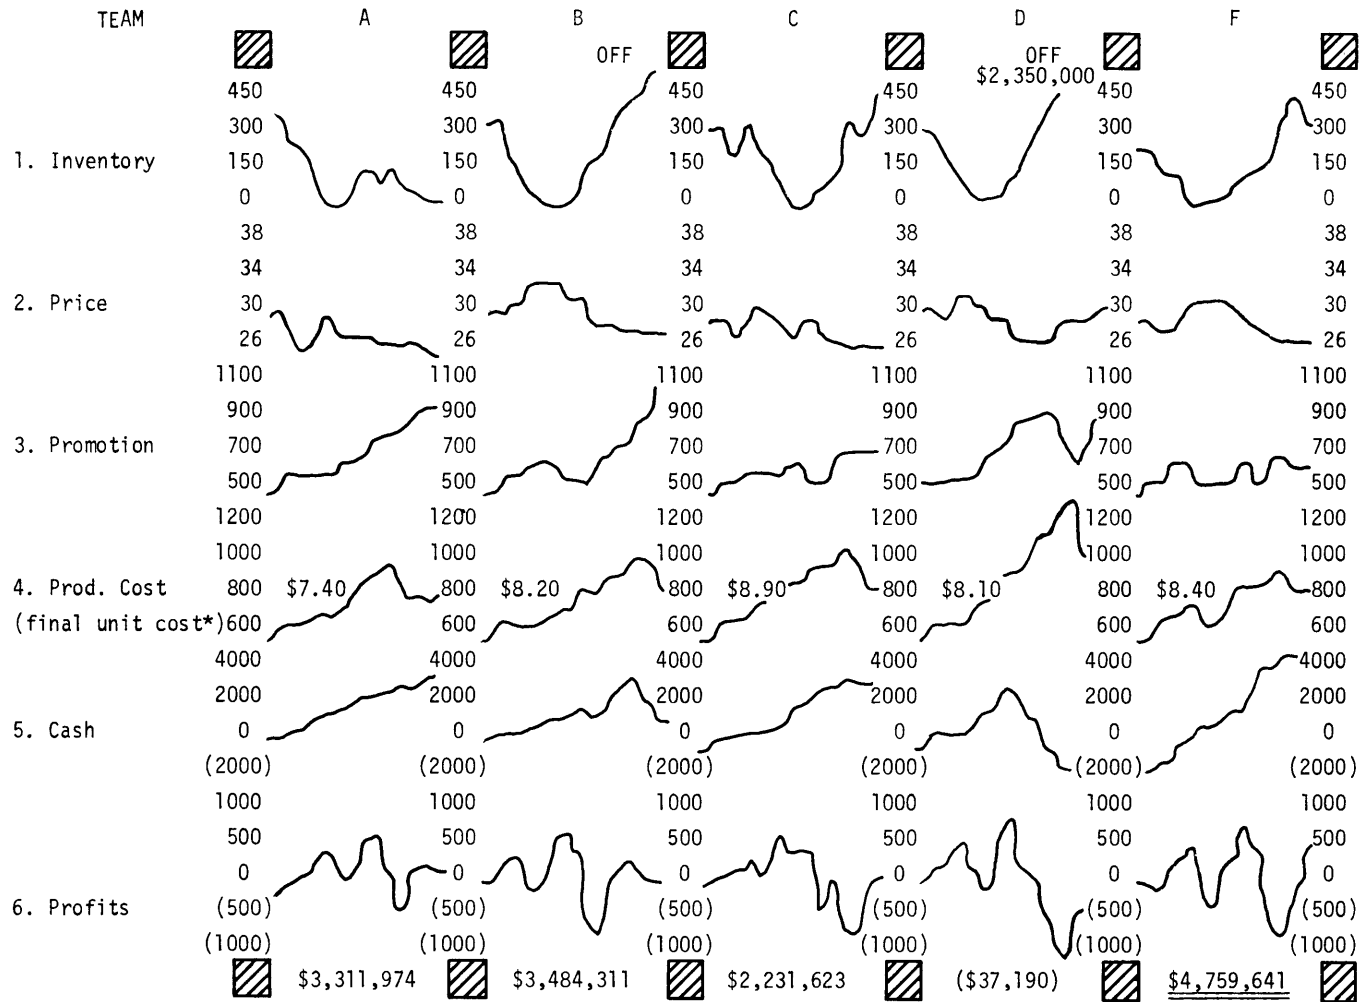 TEAM A B C D F
OFF OFF
$2,350,000
450 450 450 450 450 450
300 300 300 300 300 300
1. Inventory 150 150 150 150 150 150
0 0 0 0 0 0
38 38 38 38 38 38
34 34 34 34 34 34
2. Price 30 30 30 30 30 30
26 26 26 26 26 26
1100 1100 1100 1100 1100 1100
900 900 900 900 900 900
3. Promotion 700 700 700 700 700 700
500 500 500 500 500 500
1200 1200 1200 1200 1200 1200
1000 1000 1000 1000 1000 1000
4. Prod. Cost 800 $7.40 800 $8.20 800 $8.90 800 $8.10 800 $8.40 800
(final unit cost*) 600 600 600 600 600 600
4000 4000 4000 4000 4000 4000
2000 2000 2000 2000 2000 2000
5. Cash 0 0 0 0 0 0
(2000) (2000) (2000) (2000) (2000) (2000)
1000 1000 1000 1000 1000 1000
500 500 500 500 500 500
0 0 0 0 0 0
6. Profits (500) (500) (500) (500) (500) (500)
(1000) (1000) (1000) (1000) (1000) (1000)
$3,311,974 $3,484,311 $2,231,623 ($37,190) $4,759,641